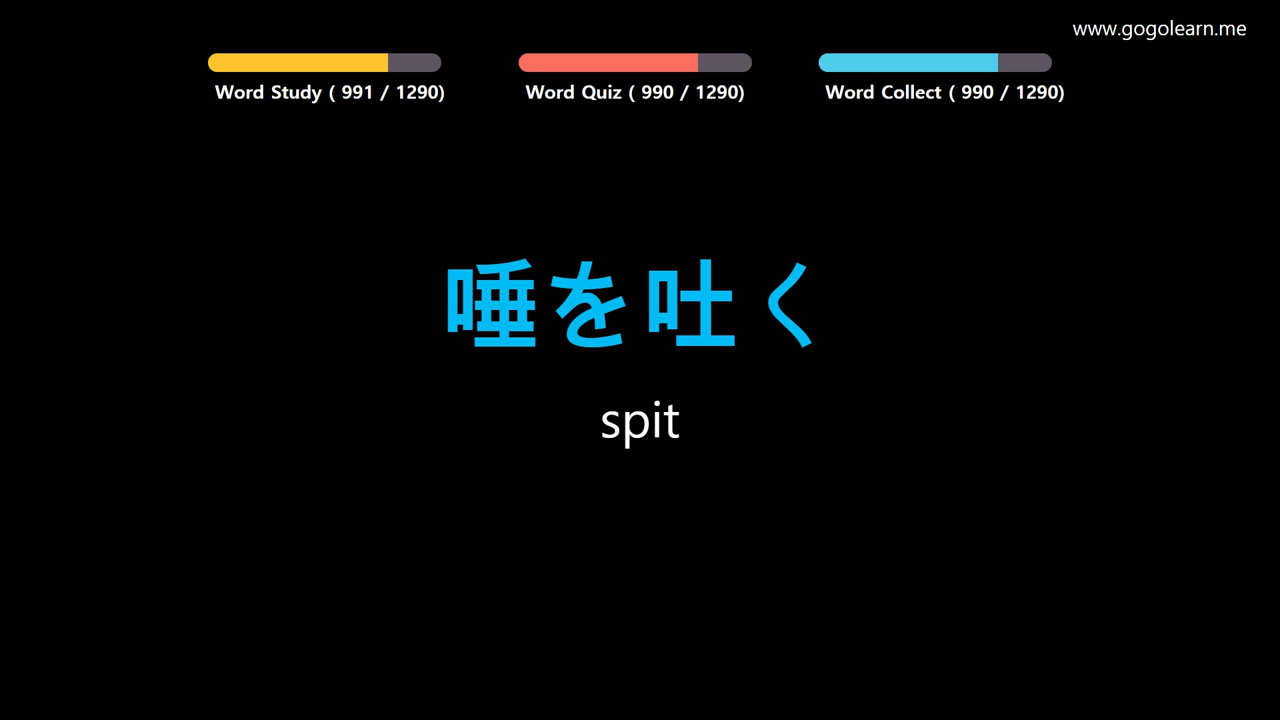 www.gogolearn.me
Word Study ( 991 / 1290)
Word Quiz ( 990 / 1290)
Word Collect ( 990 / 1290)
唾を吐く
spit